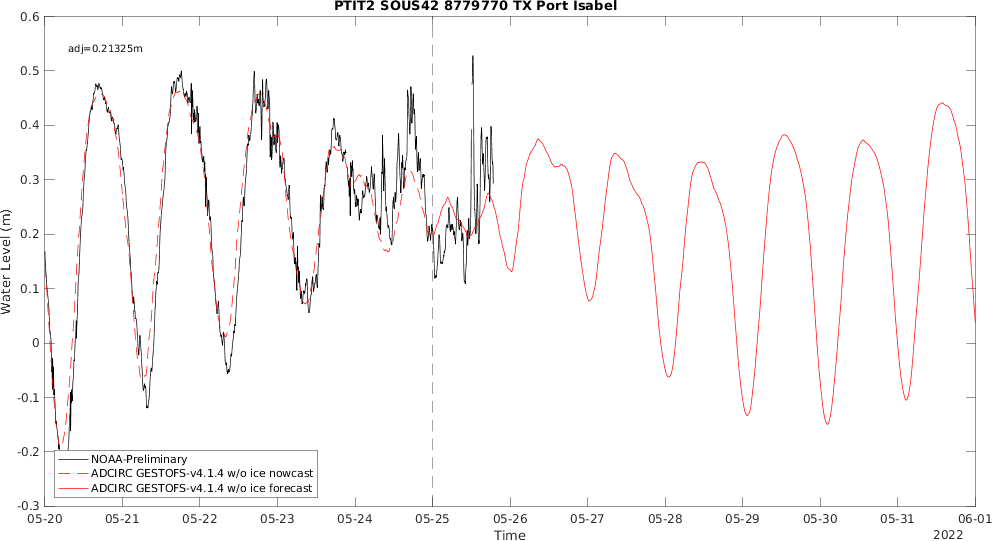 PTIT2 SOUS42 8779770 TX Port Isabel
adj=0.21325m
Water Level (m)
0.6
0.5
0.4
0.3
0.2
0.1
0
-0.1
-0.2
-0.3
NOAA-Preliminary
ADCIRC GESTOFS-v4.1.4 w/o ice nowcast
ADCIRC GESTOFS-v4.1.4 w/o ice forecast
05-20 05-21 05-22 05-23 05-24 05-25 05-26 05-27 05-28 05-29 05-30 05-31 06-01
Time
2022